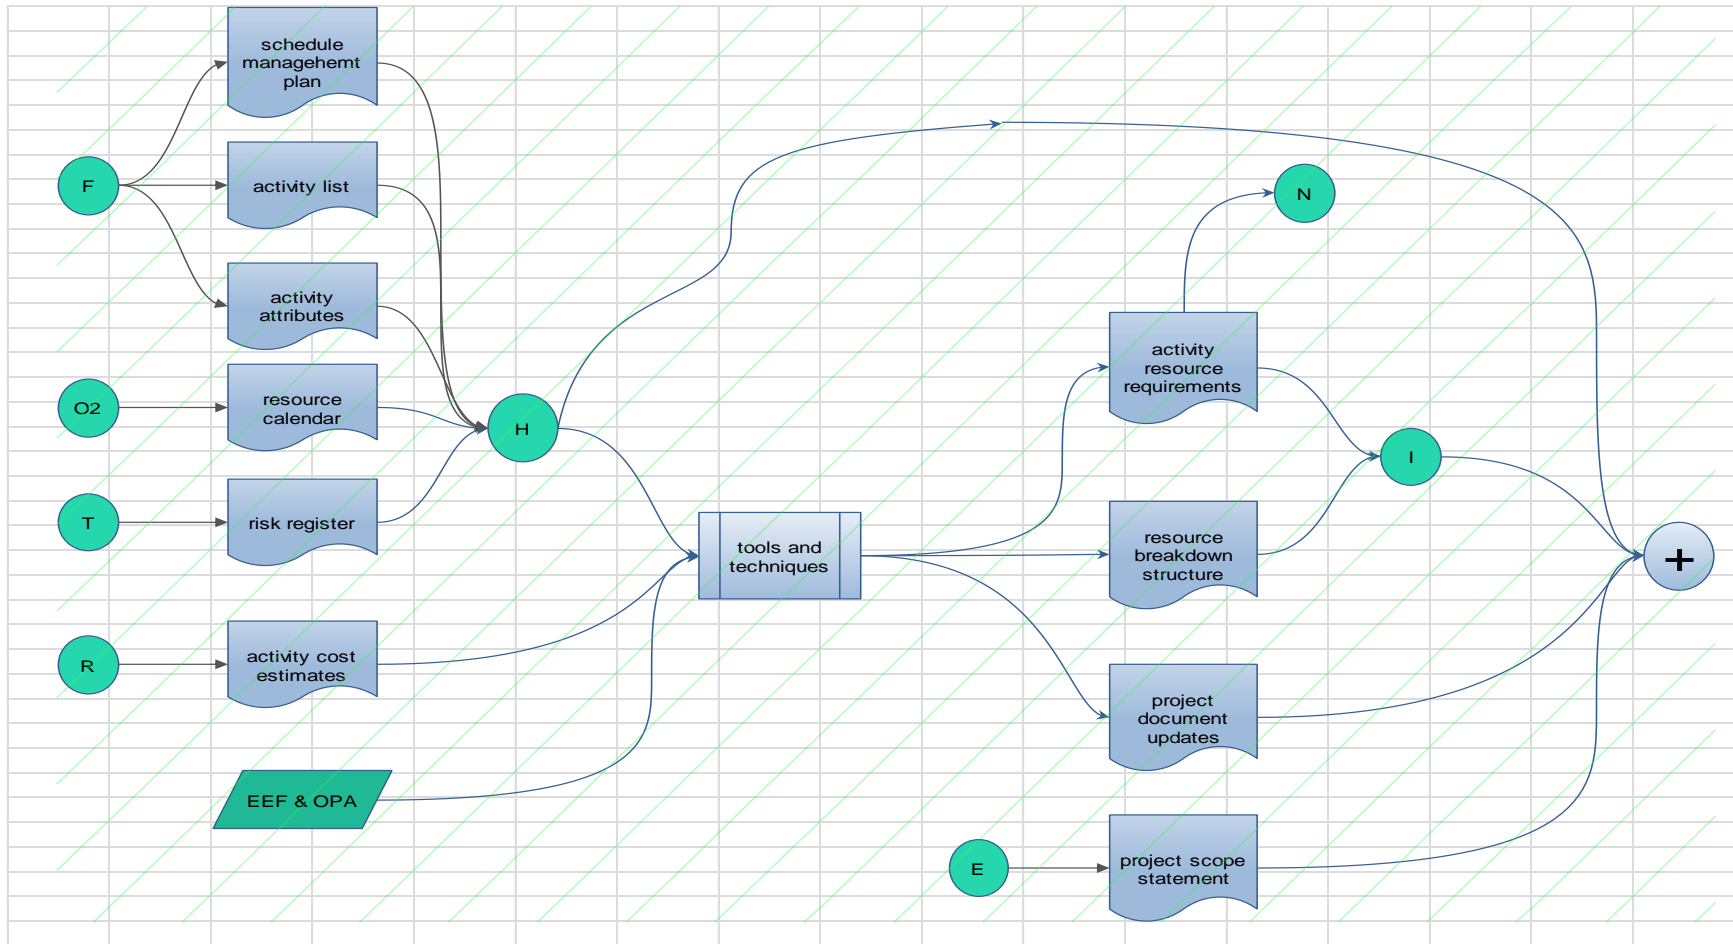 schedule
managehemt
plan
F
activity list
activity
attributes
O2
resource
calendar
H
T
risk register
R
activity cost
estimates
EEF & OPA
tools and
techniques
N
activity
resource
requirements
I
resource
breakdown
structure
+
project
document
updates
E
project scope
statement